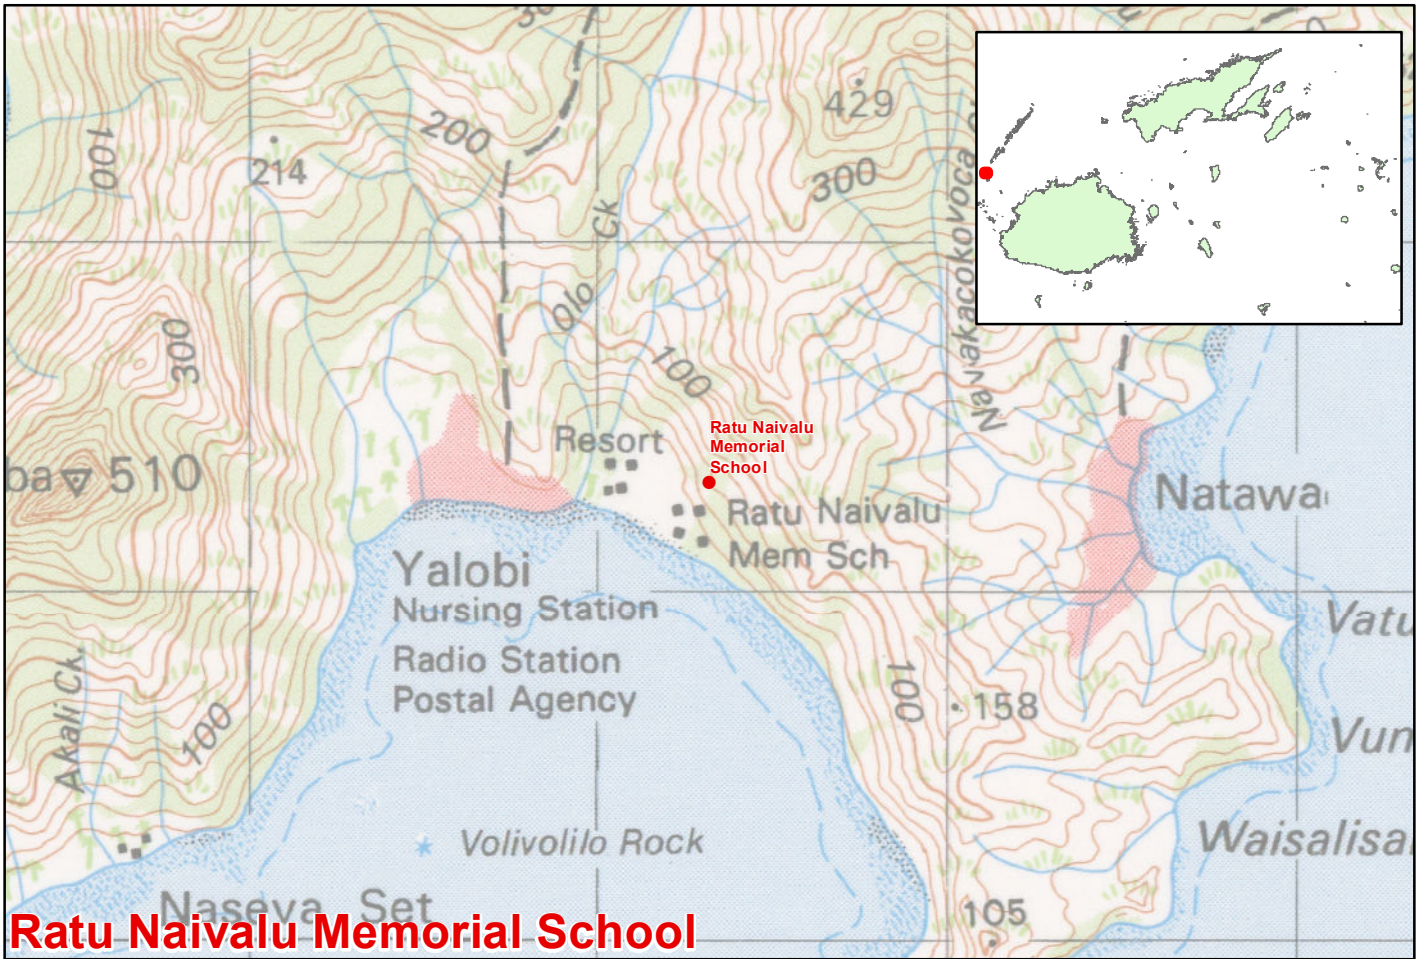 200
429
100
214
300
Ck
Olo
Navakacokovoca
300
100
Resort
Ratu Naivalu
Memorial
School
510
Natawa
Ratu Naivalu
Mem Sch
Yalobi
Nursing Station
Radio Station
Postal Agency
Vatu
Akali Ck.
100
100
158
Vun
Volivolilo Rock
Waisalisa
Naseva Set
105
Ratu Naivalu Memorial School